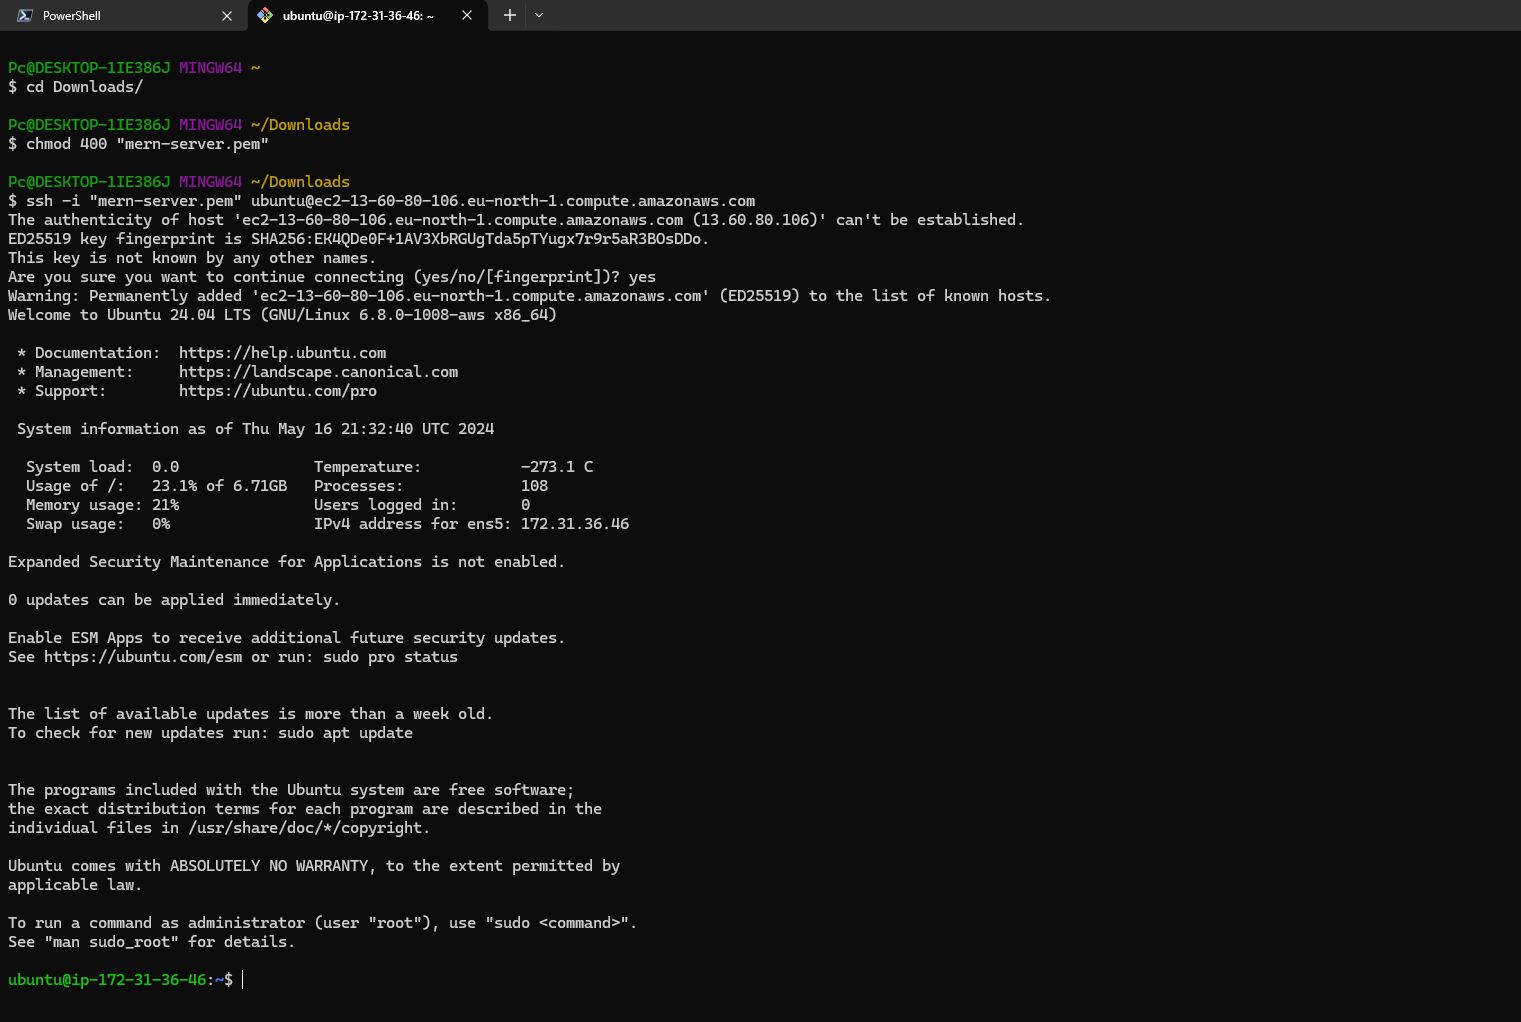 PowerShell
ubuntu@ip-172-31-36-46: ~
Pc@DESKTOP-1IE386J MINGW64 ~
$ cd Downloads/
Pc@DESKTOP-1IE386J MINGW64 ~/Downloads
$ chmod 400 "mern-server.pem"
Pc@DESKTOP-1IE386J MINGW64 ~/Downloads
$ ssh -i "mern-server.pem" ubuntu@ec2-13-60-80-106.eu-north-1.compute.amazonaws.com
The authenticity of host 'ec2-13-60-80-106.eu-north-1.compute.amazonaws.com (13.60.80.106)' can't be established.
ED25519 key fingerprint is SHA256:EK4QDe0F+1AV3XbRGUgTda5pTYugx7r9r5aR3BOsDDo.
This key is not known by any other names.
Are you sure you want to continue connecting (yes/no/[fingerprint])? yes
Warning: Permanently added 'ec2-13-60-80-106.eu-north-1.compute.amazonaws.com' (ED25519) to the list of known hosts.
Welcome to Ubuntu 24.04 LTS (GNU/Linux 6.8.0-1008-aws x86_64)
* Documentation:  https://help.ubuntu.com
* Management:     https://landscape.canonical.com
* Support:        https://ubuntu.com/pro
System information as of Thu May 16 21:32:40 UTC 2024
System load:  0.0               Temperature:           -273.1 C
Usage of /:   23.1% of 6.71GB   Processes:             108
Memory usage: 21%               Users logged in:       0
Swap usage:   0%                IPv4 address for ens5: 172.31.36.46
Expanded Security Maintenance for Applications is not enabled.
0 updates can be applied immediately.
Enable ESM Apps to receive additional future security updates.
See https://ubuntu.com/esm or run: sudo pro status
The list of available updates is more than a week old.
To check for new updates run: sudo apt update
The programs included with the Ubuntu system are free software;
the exact distribution terms for each program are described in the
individual files in /usr/share/doc/*/copyright.
Ubuntu comes with ABSOLUTELY NO WARRANTY, to the extent permitted by
applicable law.
To run a command as administrator (user "root"), use "sudo <command>".
See "man sudo_root" for details.
ubuntu@ip-172-31-36-46:~$